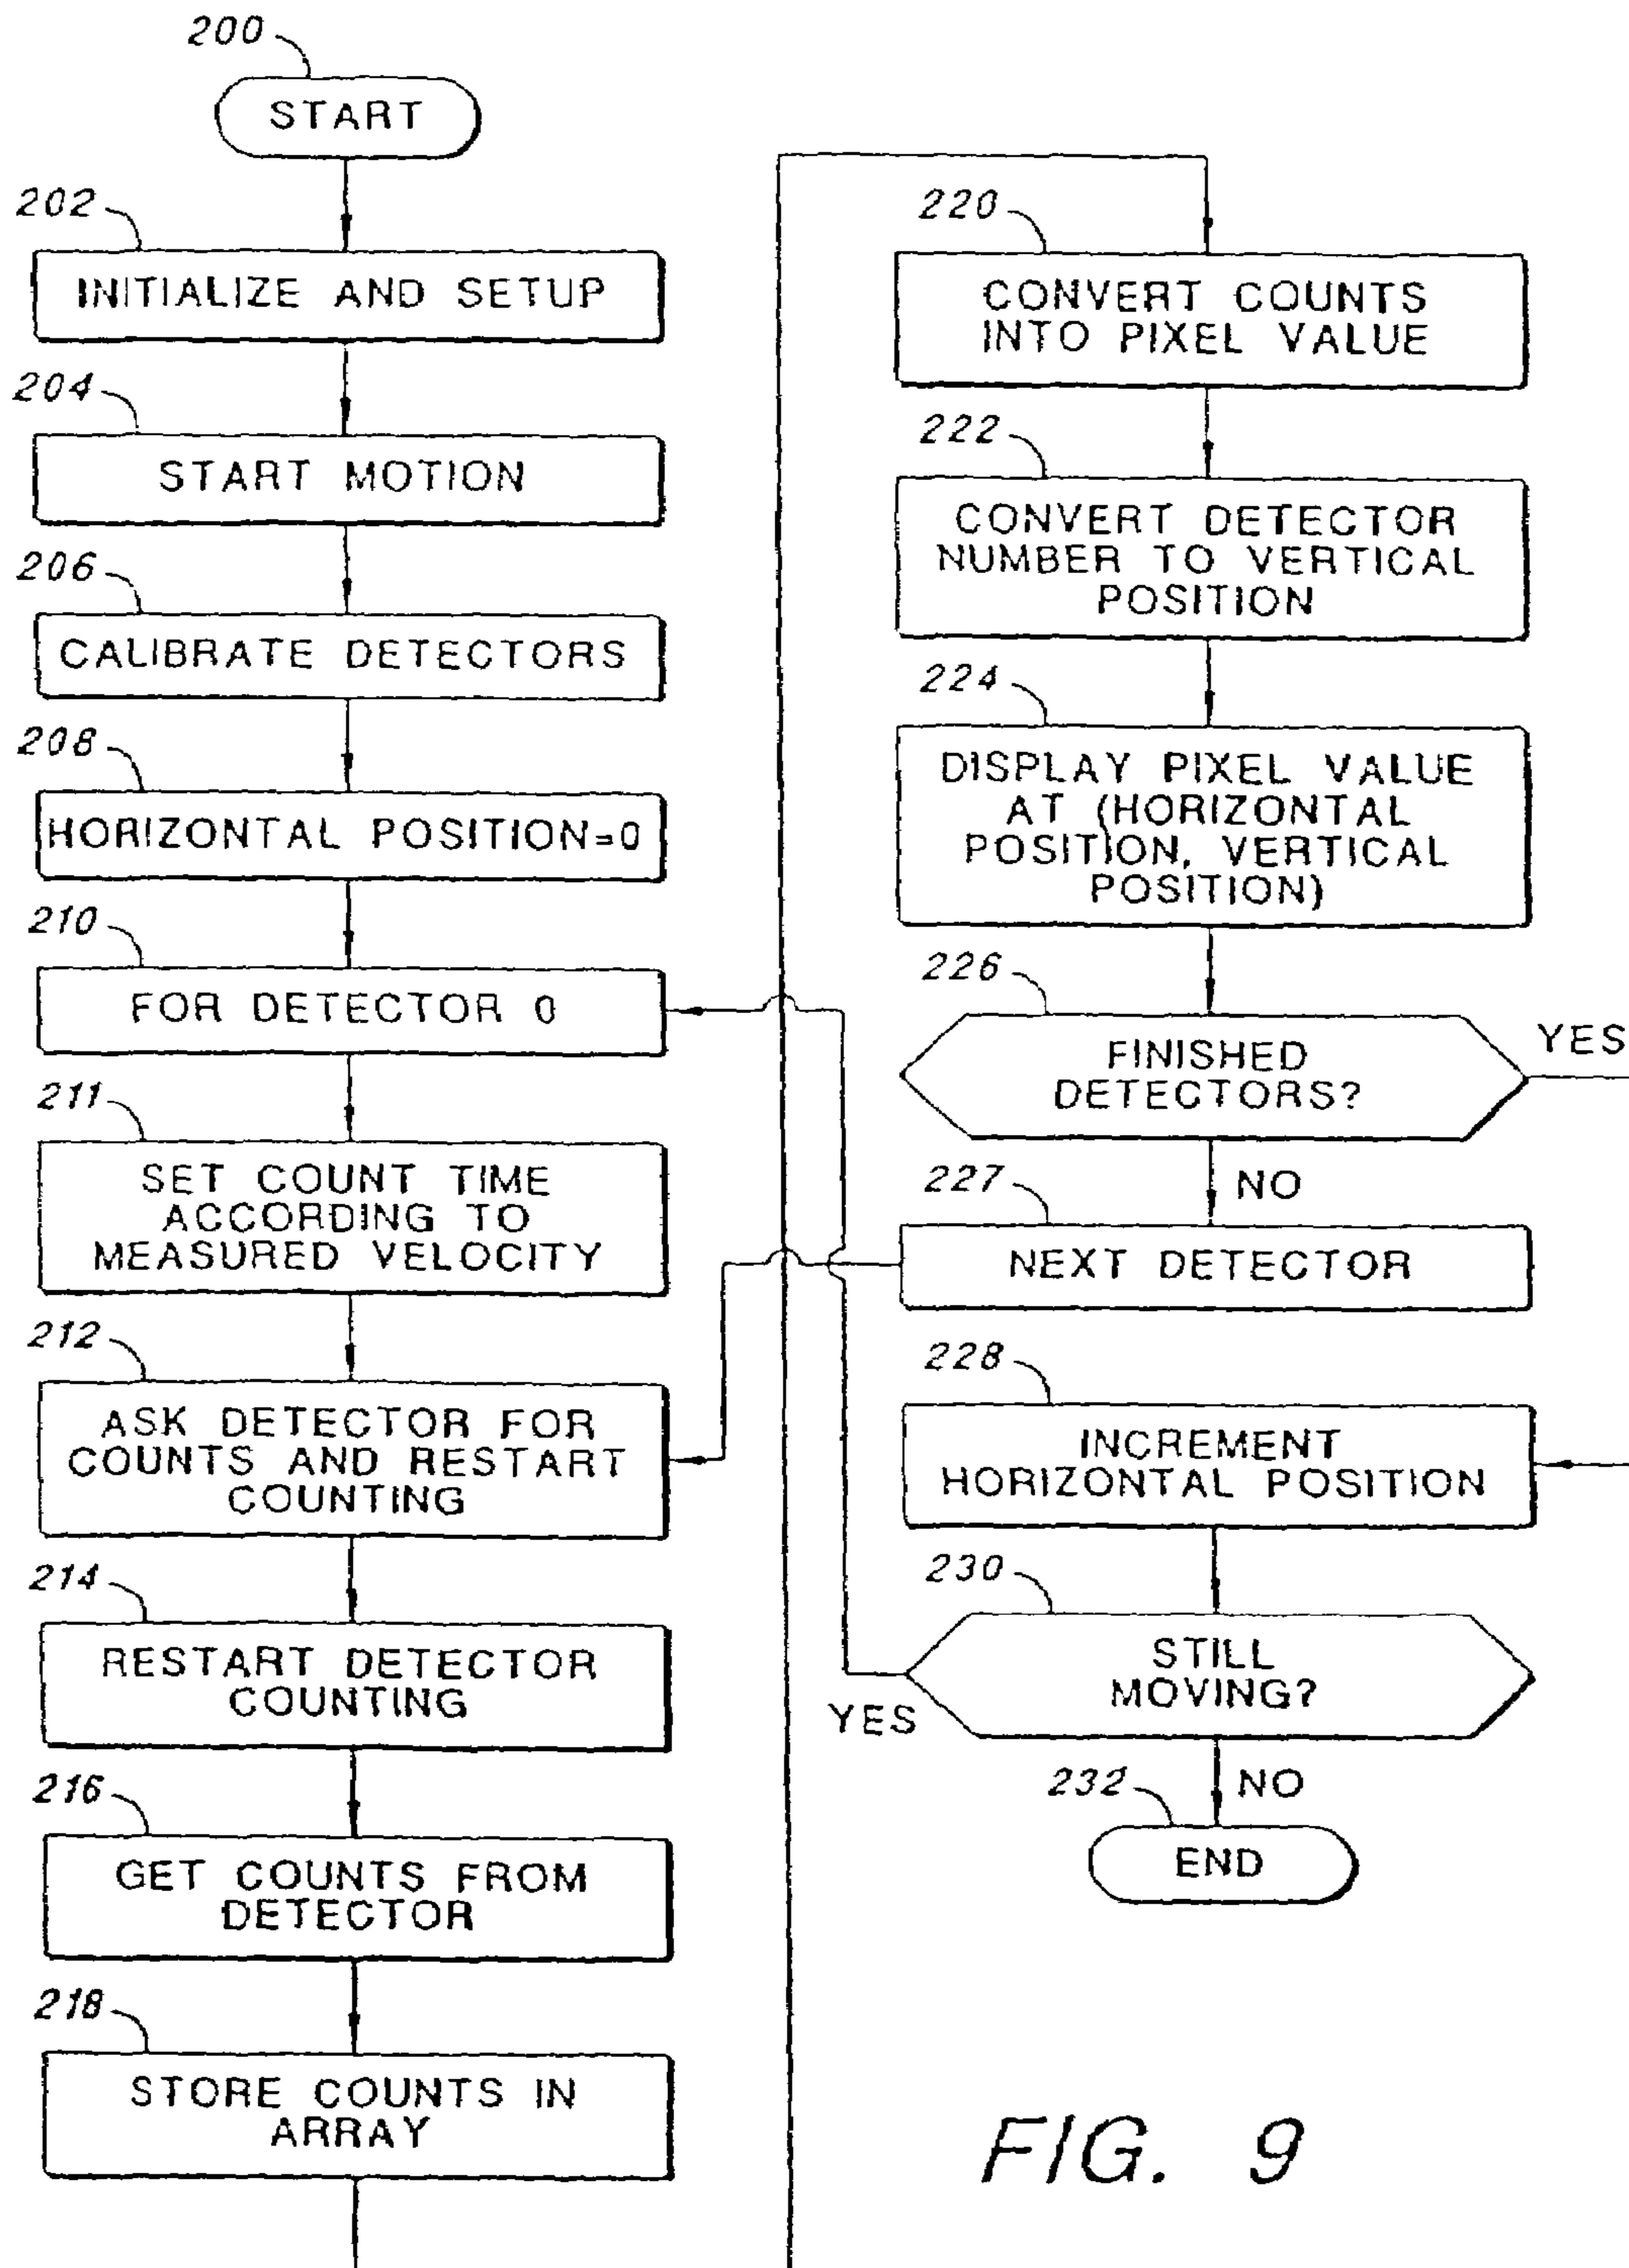 200
START
202
INITIALIZE AND SETUP
204
START MOTION
206
CALIBRATE DETECTORS
208
HORIZONTAL POSITION=0
210
FOR DETECTOR 0
211
SET COUNT TIME
ACCORDING TO
MEASURED VELOCITY
212
ASK DETECTOR FOR
COUNTS AND RESTART
COUNTING
214
RESTART DETECTOR
COUNTING
216
GET COUNTS FROM
DETECTOR
218
STORE COUNTS IN
ARRAY
220
CONVERT COUNTS
INTO PIXEL VALUE
222
CONVERT DETECTOR
NUMBER TO VERTICAL
POSITION
224
DISPLAY PIXEL VALUE
AT (HORIZONTAL
POSITION, VERTICAL
POSITION)
226
FINISHED
DETECTORS?
YES
NO
227
NEXT DETECTOR
228
INCREMENT
HORIZONTAL POSITION
230
STILL
MOVING?
YES
NO
232
END
FIG. 9